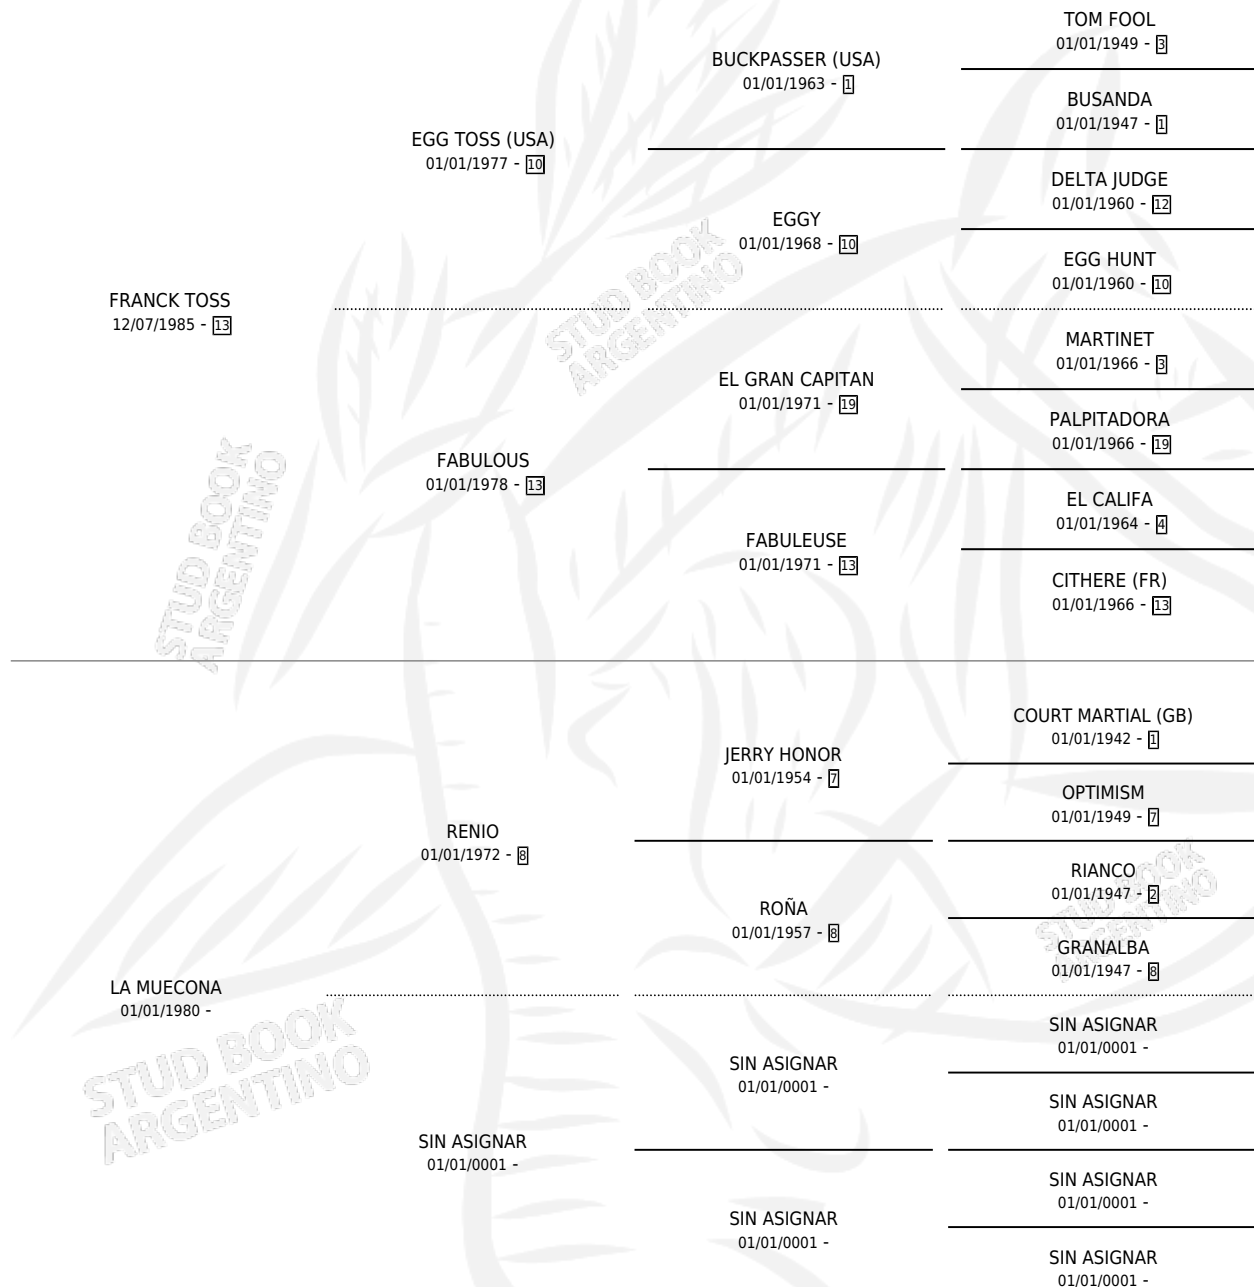 TOM FOOL
01/01/1949 - 3
BUCKPASSER (USA)
01/01/1963 - 1
BUSANDA
01/01/1947 - 1
EGG TOSS (USA)
01/01/1977 - 10
DELTA JUDGE
01/01/1960 - 12
EGGY
01/01/1968 - 10
EGG HUNT
01/01/1960 - 10
FRANCK TOSS
12/07/1985 - 13
MARTINET
01/01/1966 - 3
EL GRAN CAPITAN
01/01/1971 - 19
PALPITADORA
01/01/1966 - 19
FABULOUS
01/01/1978 - 13
EL CALIFA
01/01/1964 - 4
FABULEUSE
01/01/1971 - 13
CITHERE (FR)
01/01/1966 - 13
STUD BOOK
ARGENTINO
STUD BOOK
ARGENTINO
COURT MARTIAL (GB)
01/01/1942 - 1
JERRY HONOR
01/01/1954 - 7
OPTIMISM
01/01/1949 - 7
RENIO
01/01/1972 - 8
RIANCO
01/01/1947 - 2
ROÑA
01/01/1957 - 8
GRANALBA
01/01/1947 - 8
STUD BOOK
ARGENTINO
LA MUECONA
01/01/1980 -
SIN ASIGNAR
01/01/0001 -
SIN ASIGNAR
01/01/0001 -
SIN ASIGNAR
01/01/0001 -
STUD BOOK
ARGENTINO
SIN ASIGNAR
01/01/0001 -
SIN ASIGNAR
01/01/0001 -
SIN ASIGNAR
01/01/0001 -
SIN ASIGNAR
01/01/0001 -